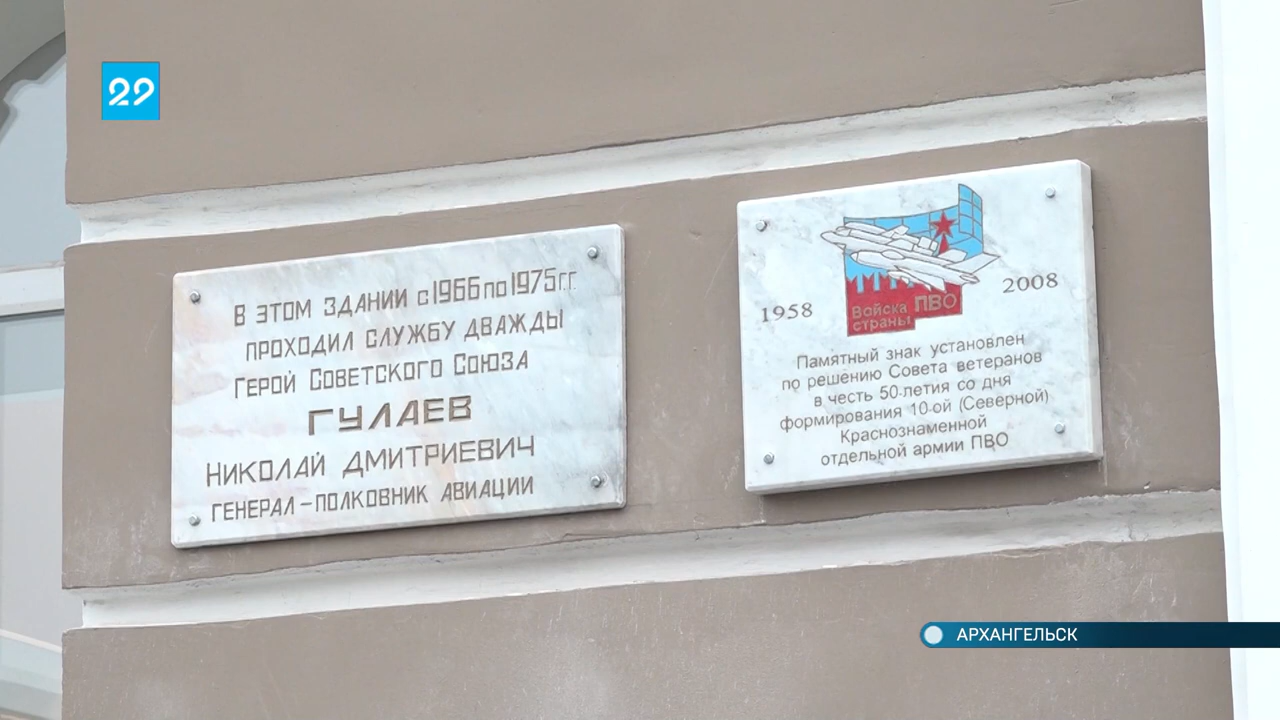 29
В ЭТОМ ЗДАНИИ с 1966 по 1975 г.г.
ПРОХОДИЛ СЛУЖБУ ДВАЖДЫ
ГЕРОЙ СОВЕТСКОГО СОЮЗА
ГУЛАЕВ
НИКОЛАЙ ДМИТРИЕВИЧ
ГЕНЕРАЛ-ПОЛКОВНИК АВИАЦИИ
1958
2008
Войска ПВО
страны
Памятный знак установлен
по решению Совета ветеранов
в честь 50-летия со дня
формирования 10-ой (Северной)
Краснознаменной
отдельной армии ПВО
АРХАНГЕЛЬСК